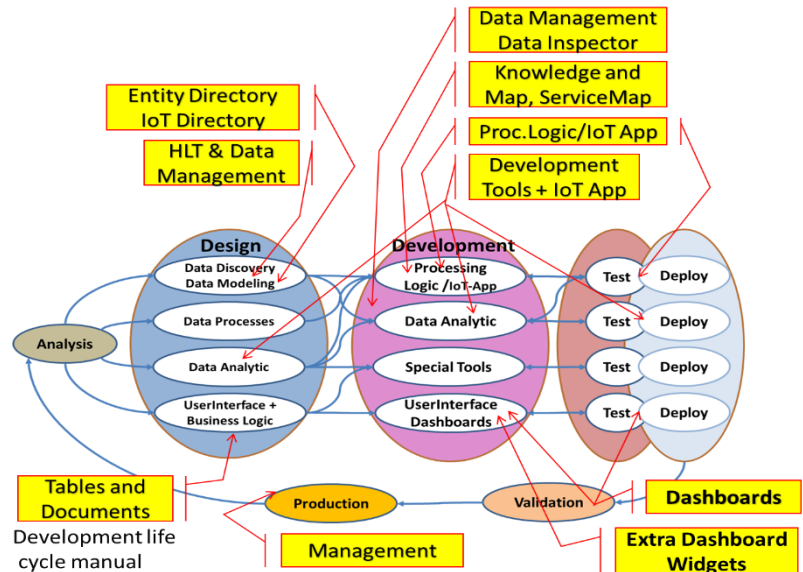 Data Management
Data Inspector
Knowledge and
Map, ServiceMap
Entity Directory
IoT Directory
Proc.Logic/IoT App
HLT & Data
Management
Development
Tools + IoT App
Design
Development
Data Discovery
Data Modeling
Processing
Logic /IoT-App
Test
Deploy
Data Processes
Data Analytic
Test
Deploy
Analysis
Data Analytic
Special Tools
Test
Deploy
UserInterface +
Business Logic
UserInterface
Dashboards
Test
Deploy
Tables and
Documents
Production
Validation
Dashboards
Development life
cycle manual
Management
Extra Dashboard
Widgets